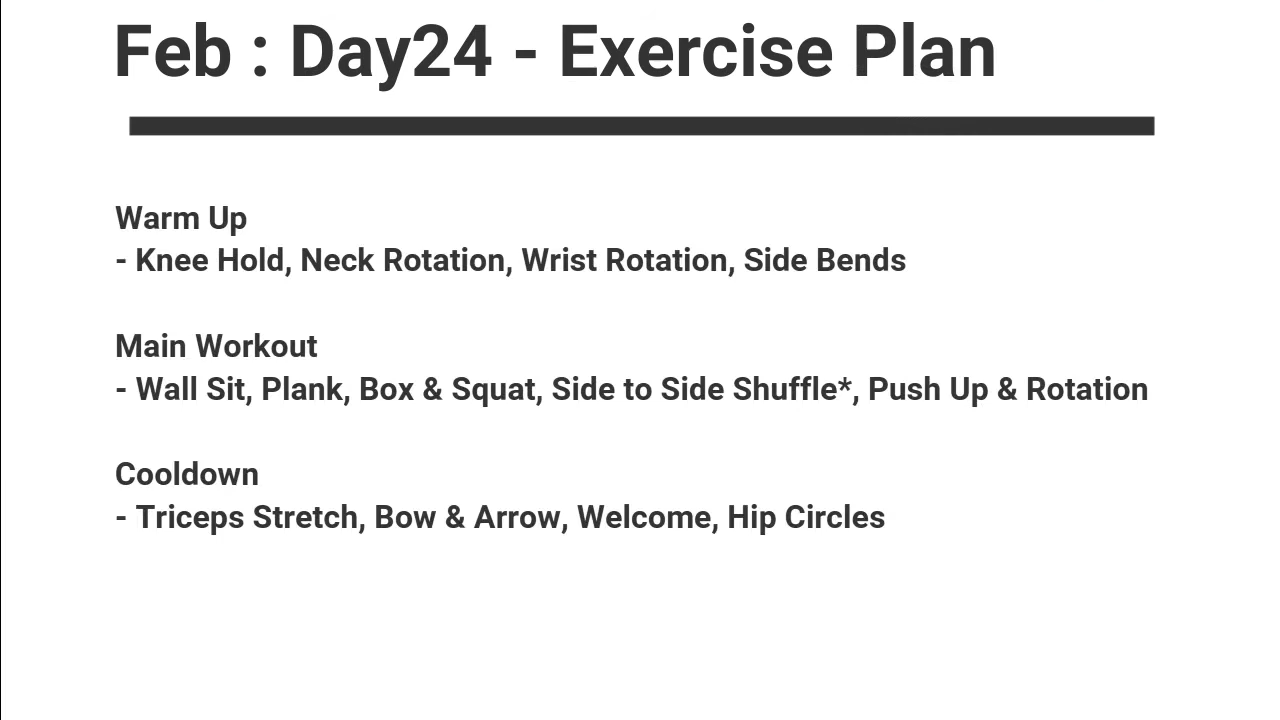 Feb : Day24 - Exercise Plan
Warm Up
- Knee Hold, Neck Rotation, Wrist Rotation, Side Bends
Main Workout
- Wall Sit, Plank, Box & Squat, Side to Side Shuffle*, Push Up & Rotation
Cooldown
- Triceps Stretch, Bow & Arrow, Welcome, Hip Circles